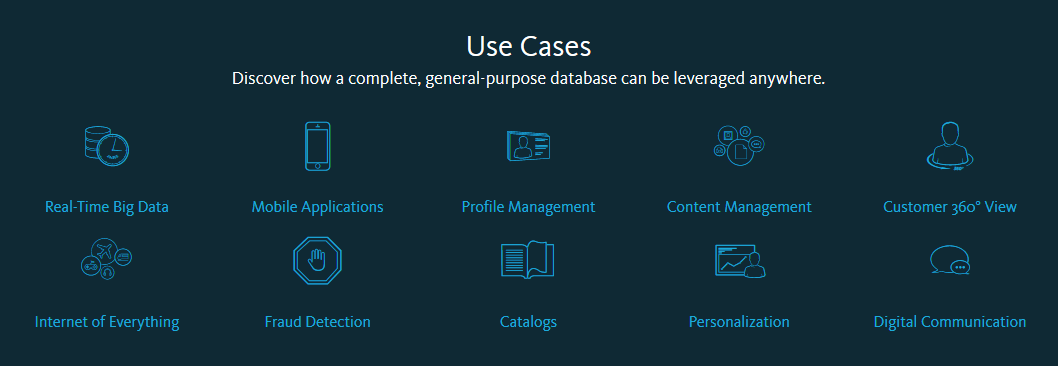 Use Cases
Discover how a complete, general-purpose database can be leveraged anywhere.
Real-Time Big Data
Mobile Applications
Profile Management
Content Management
Customer 360° View
Internet of Everything
Fraud Detection
Catalogs
Personalization
Digital Communication